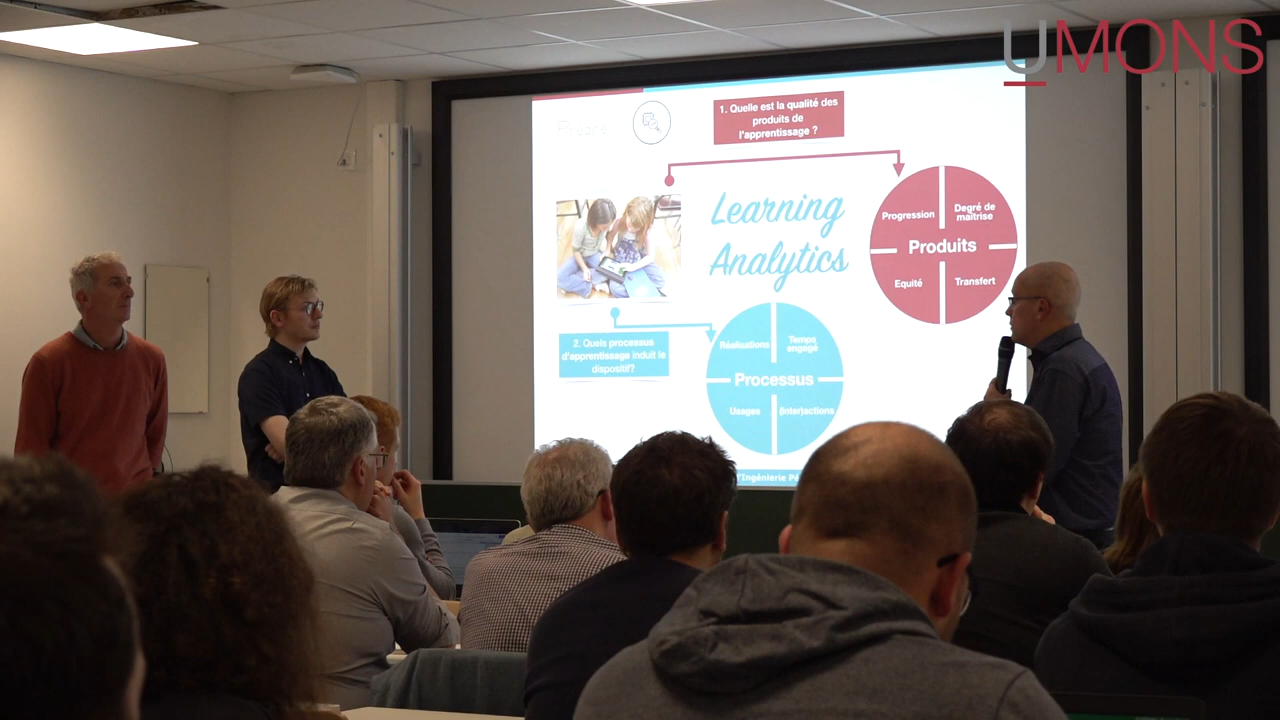 UMONS
1. Quelle est la qualité des
produits de
l'apprentissage ?
Learning
Analytics
Progression
Degré de
maîtrise
Produits
Equité
Transfert
2. Quels processus
d'apprentissage induit le
dispositif?
Réalisations
Temps
engagé
Processus
Usages
(inter)actions
l'Ingénierie